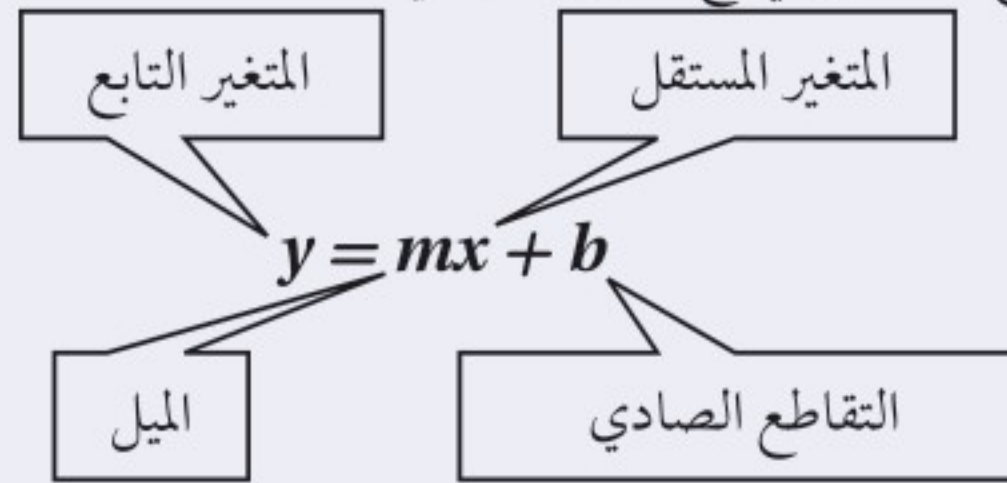 المتغير المستقل
المتغير التابع
y = mx + b
التقاطع الصادي
الميل